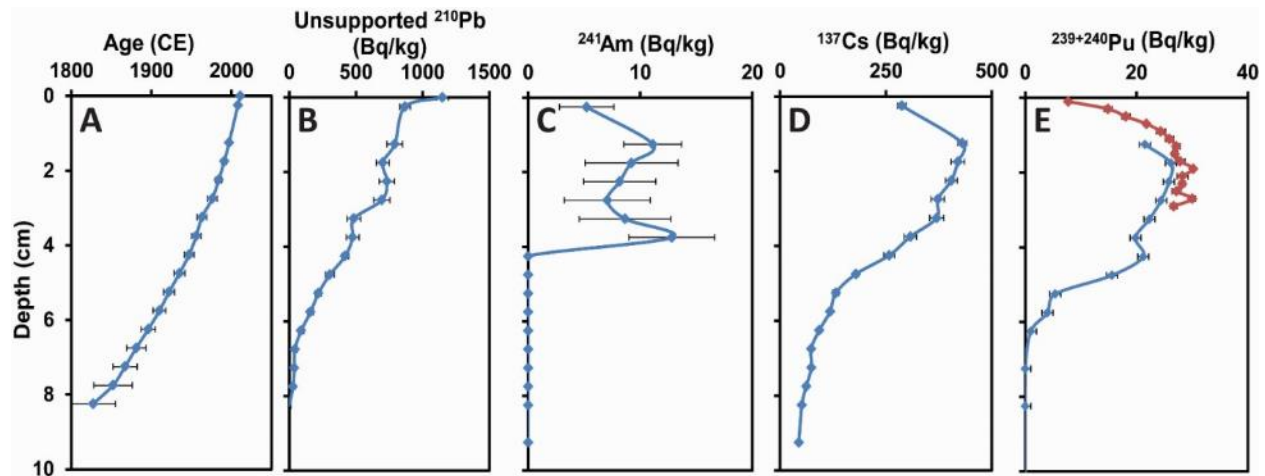 Age (CE)
1800 1900 2000
Unsupported ²¹⁰Pb
(Bq/kg)
0 500 1000 1500
²⁴¹Am (Bq/kg)
0 10 20
¹³⁷Cs (Bq/kg)
0 250 500
²³⁹⁺²⁴⁰Pu (Bq/kg)
0 20 40
Depth (cm)
0
2
4
6
8
10
A
B
C
D
E